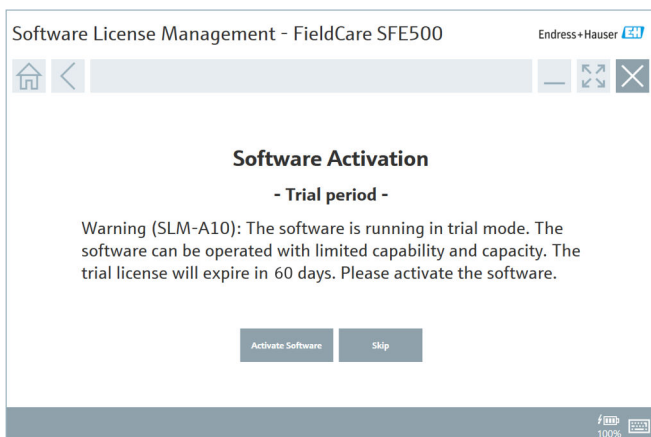 Software License Management - FieldCare SFE500
Endress+Hauser EH
Software Activation
- Trial period -
Warning (SLM-A10): The software is running in trial mode. The
software can be operated with limited capability and capacity. The
trial license will expire in 60 days. Please activate the software.
Activate Software
Skip
100%